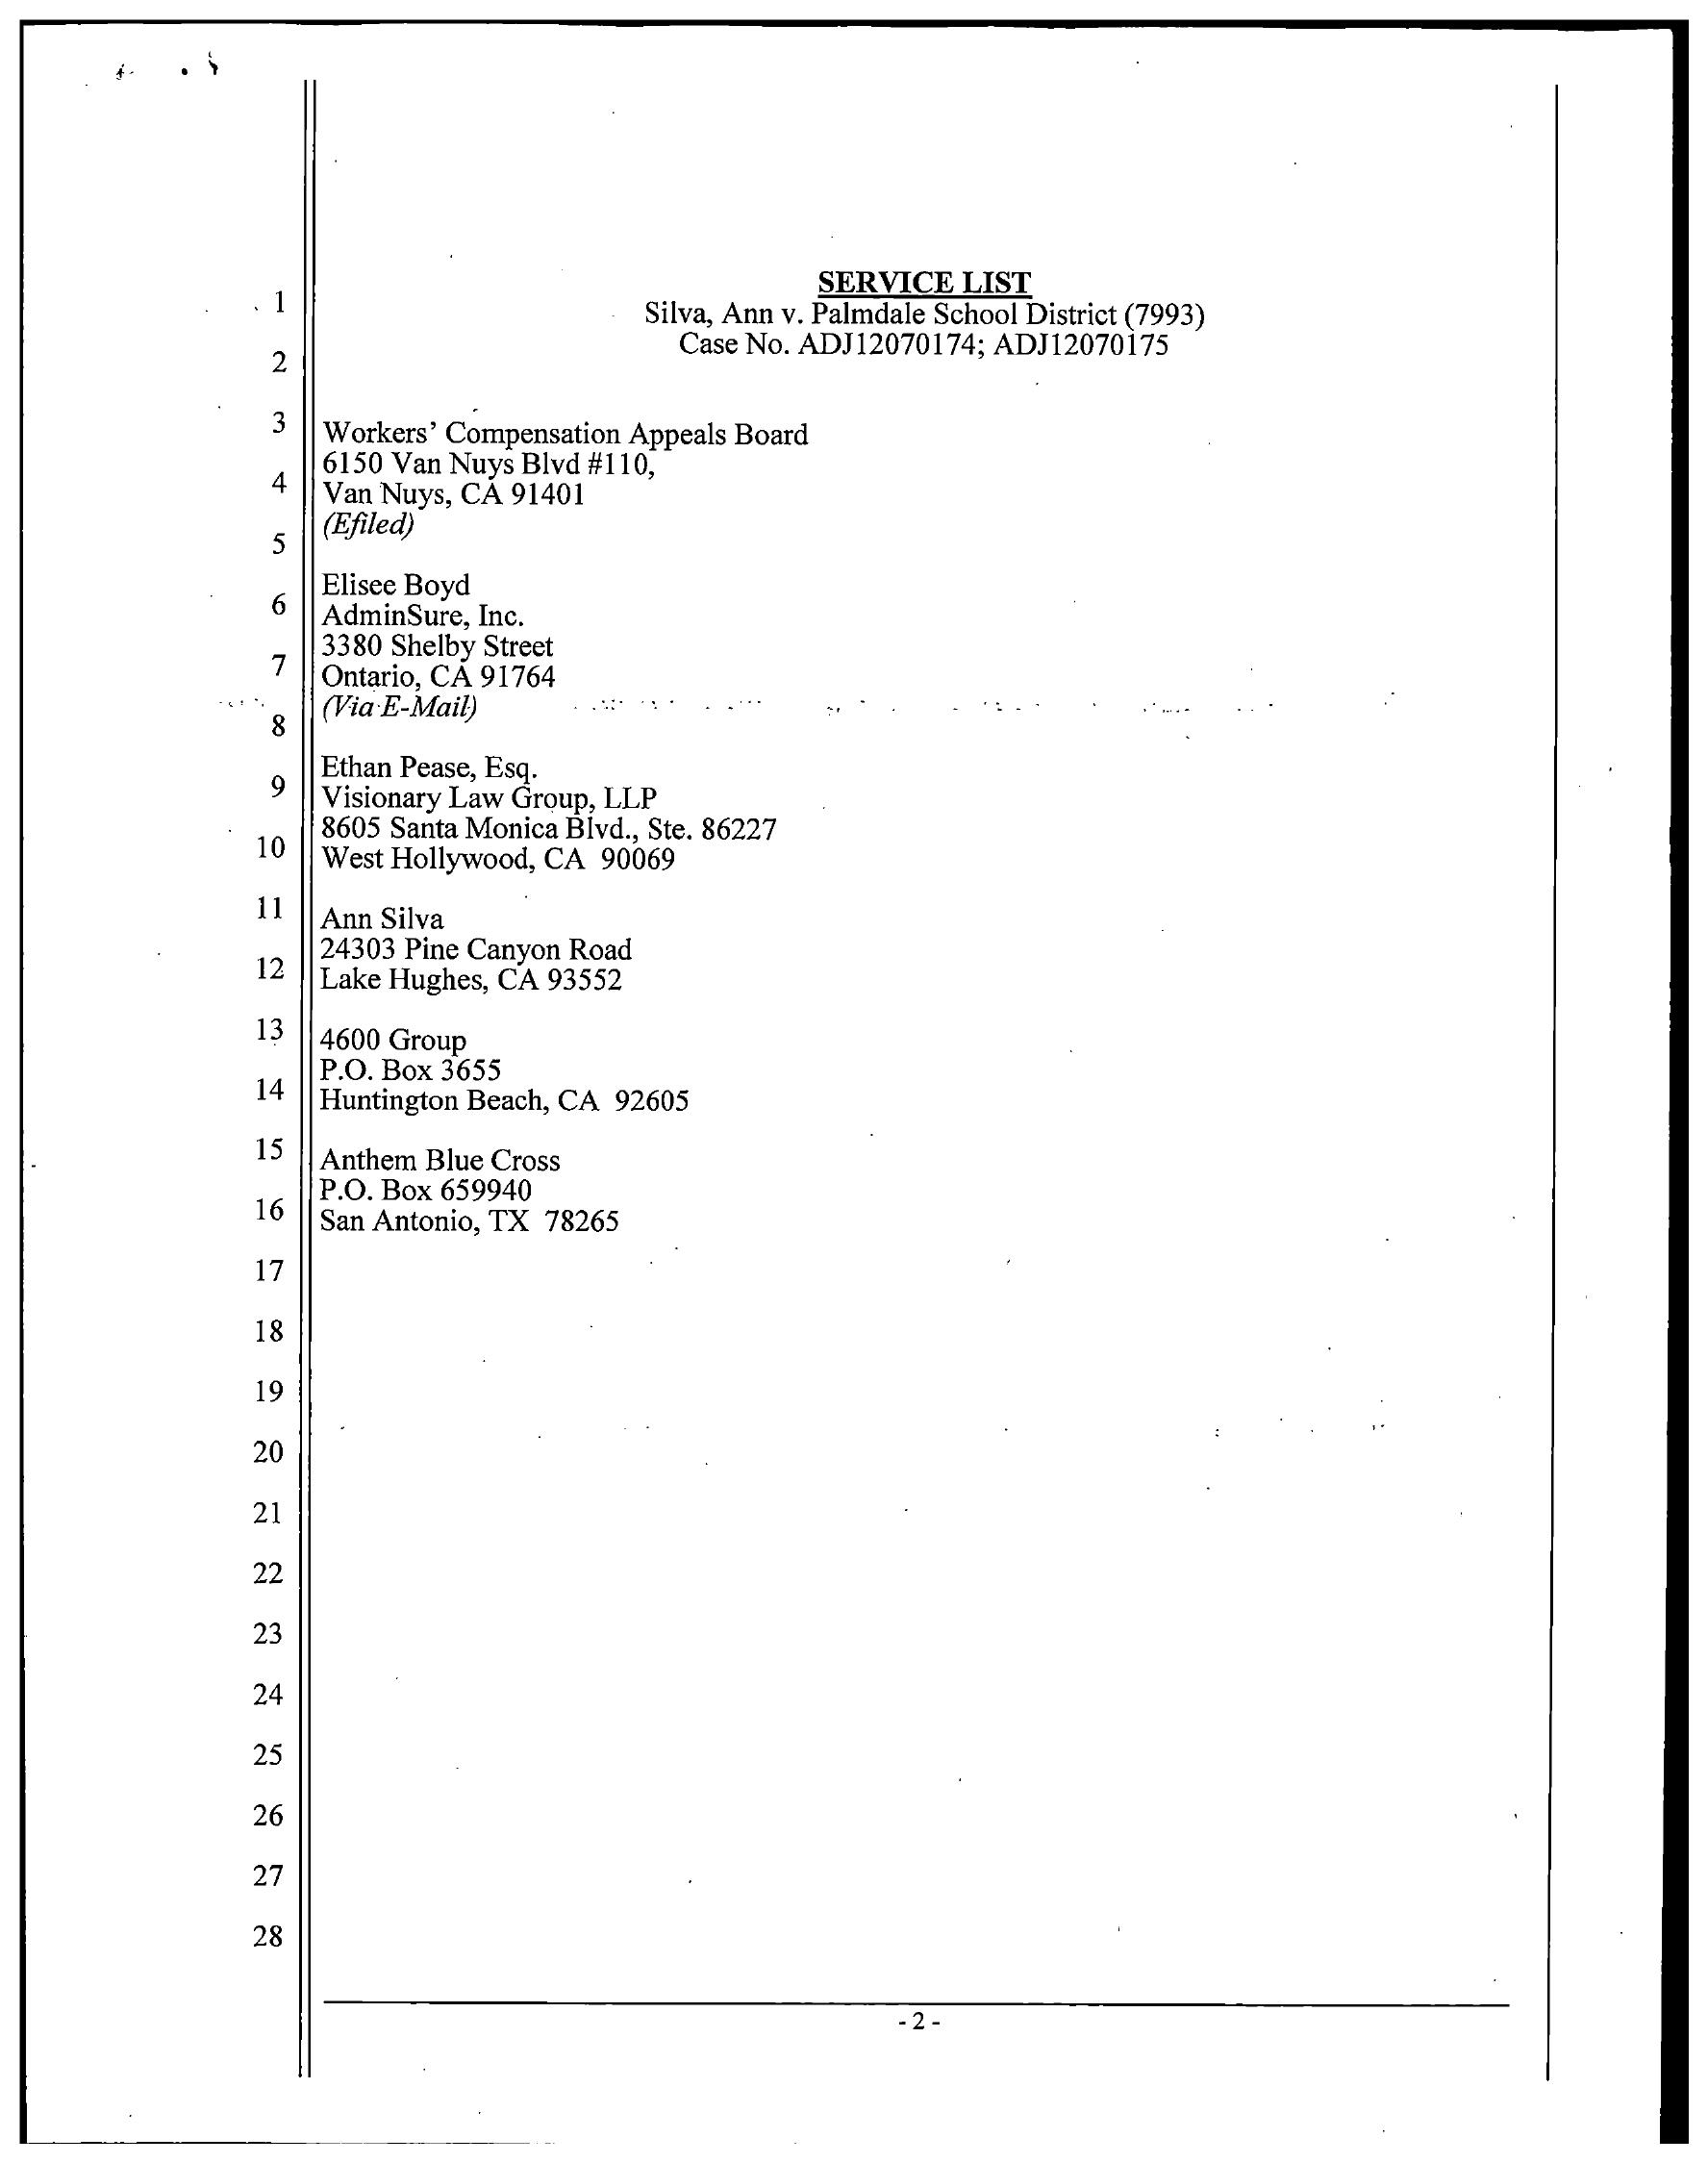 SERVICE LIST
1
Silva, Ann v. Palmdale School District (7993)
Case No. ADJ12070174; ADJ12070175
2
3
Workers' Compensation Appeals Board
6150 Van Nuys Blvd #110,
4
Van Nuys, CA 91401
(Efiled)
5
Elisee Boyd
6
AdminSure, Inc.
3380 Shelby Street
7
Ontario, CA 91764
(Via E-Mail)
8
Ethan Pease, Esq.
9
Visionary Law Group, LLP
8605 Santa Monica Blvd., Ste. 86227
10
West Hollywood, CA 90069
11
Ann Silva
24303 Pine Canyon Road
12
Lake Hughes, CA 93552
13
4600 Group
P.O. Box 3655
14
Huntington Beach, CA 92605
15
Anthem Blue Cross
P.O. Box 659940
16
San Antonio, TX 78265
17
18
19
20
21
22
23
24
25
26
27
28
- 2 -